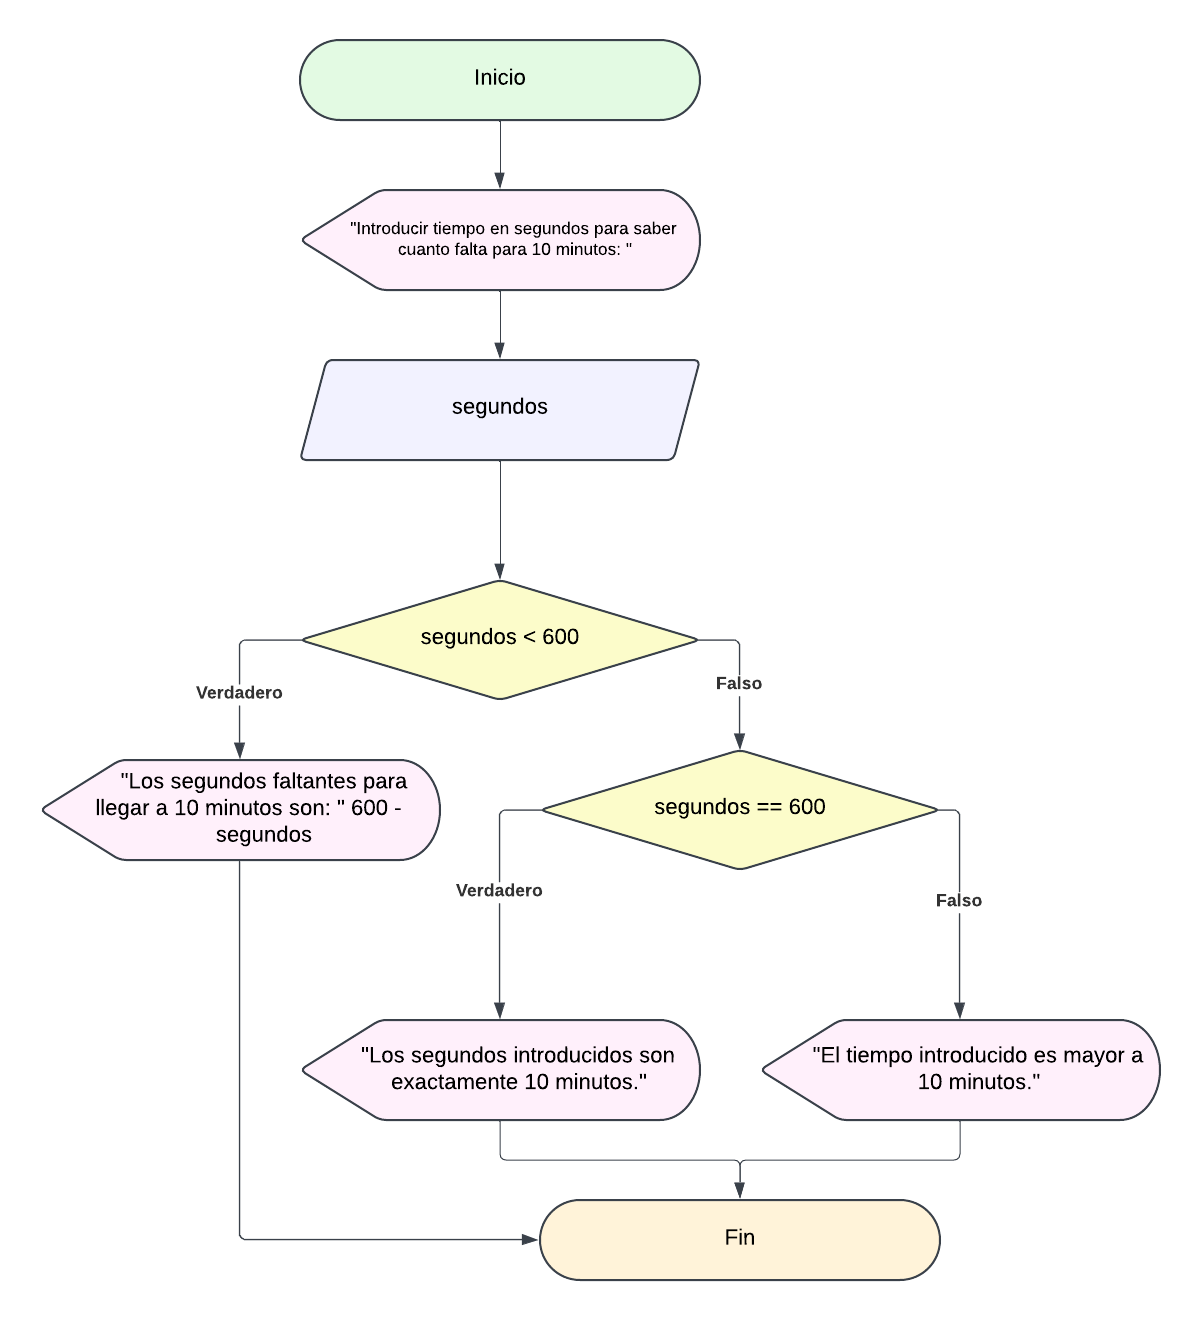 Inicio
"Introducir tiempo en segundos para saber
cuanto falta para 10 minutos: "
segundos
segundos < 600
Verdadero
Falso
"Los segundos faltantes para
llegar a 10 minutos son: " 600 -
segundos
segundos == 600
Verdadero
Falso
"Los segundos introducidos son
exactamente 10 minutos."
"El tiempo introducido es mayor a
10 minutos."
Fin